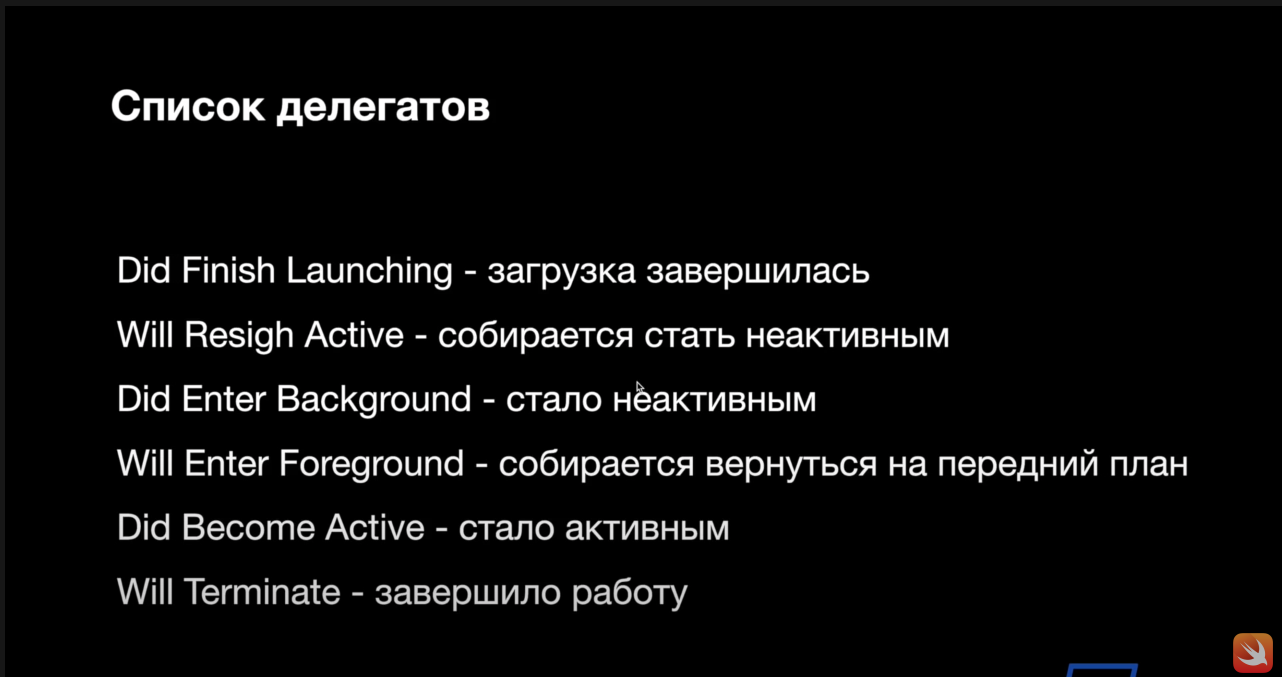 Список делегатов
Did Finish Launching - загрузка завершилась
Will Resigh Active - собирается стать неактивным
Did Enter Background - стало неактивным
Will Enter Foreground - собирается вернуться на передний план
Did Become Active - стало активным
Will Terminate - завершило работу